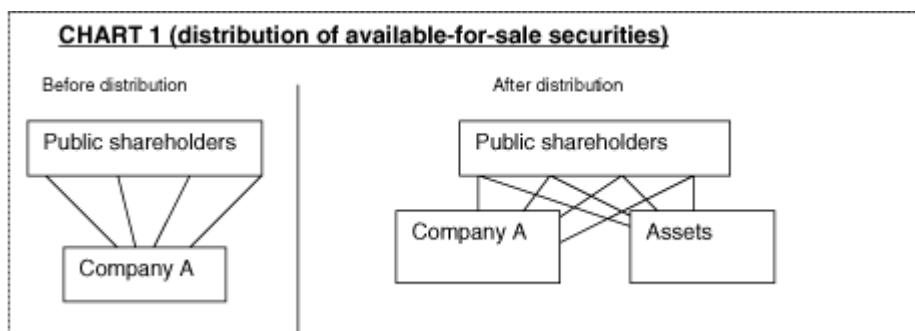 CHART 1 (distribution of available-for-sale securities)
Before distribution
Public shareholders
Company A
After distribution
Public shareholders
Company A
Assets